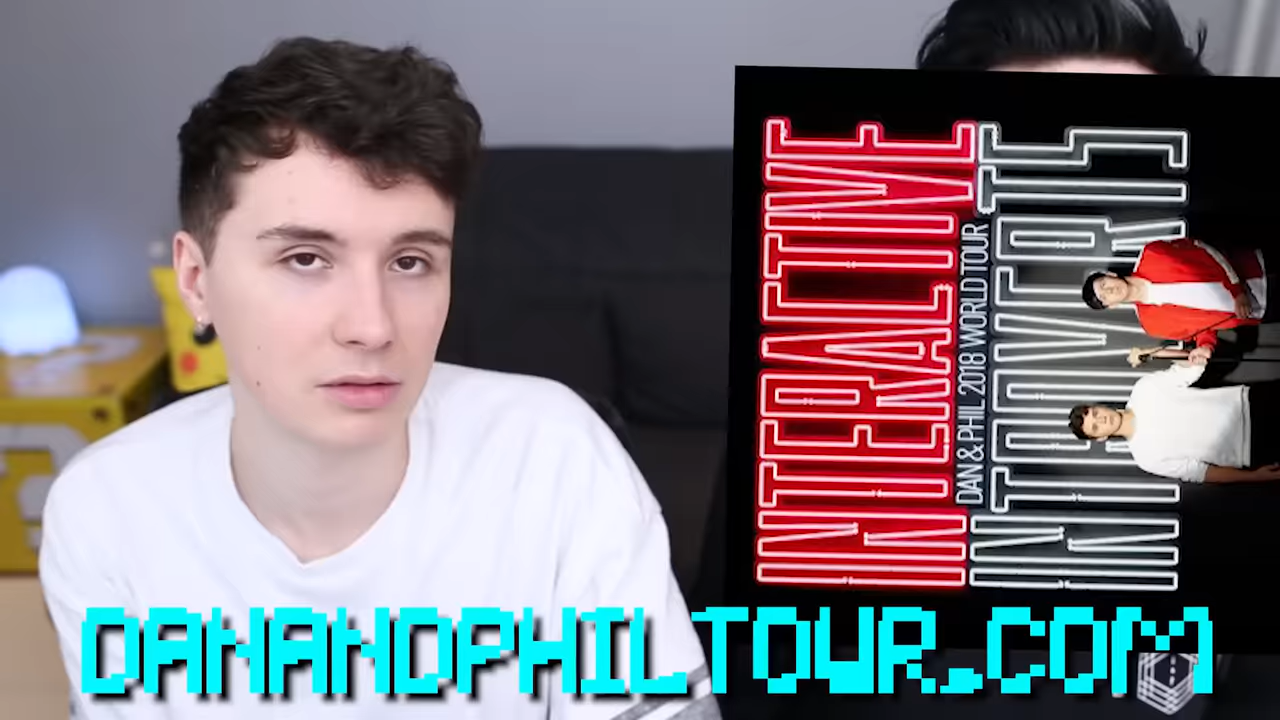 INTERACTIVE
DAN & PHIL 2018 WORLD TOUR
INTROVERTS
DANANDPHILTOUR.COM